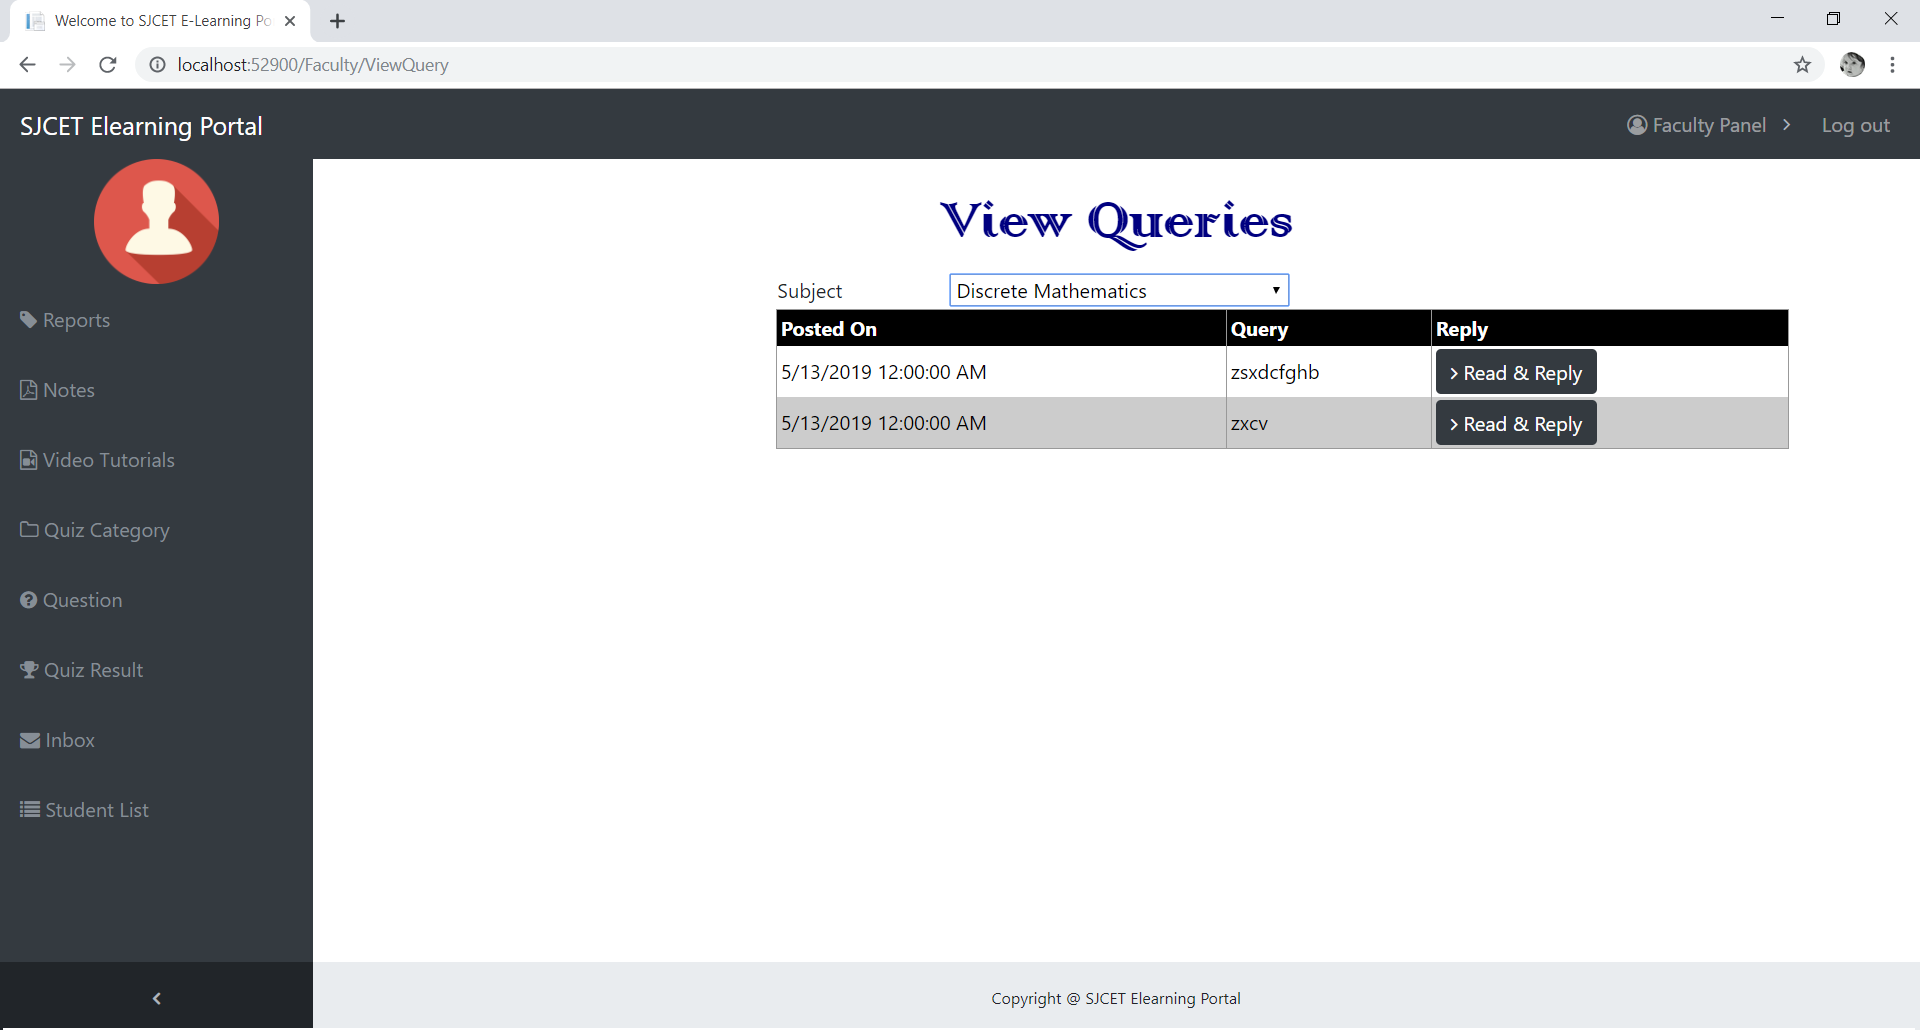 Welcome to SJCET E-Learning Po
localhost:52900/Faculty/ViewQuery
SJCET Elearning Portal
Faculty Panel
Log out
Reports
Notes
Video Tutorials
Quiz Category
Question
Quiz Result
Inbox
Student List
View Queries
Subject Discrete Mathematics
Posted On Query Reply
5/13/2019 12:00:00 AM zsxdcfghb Read & Reply
5/13/2019 12:00:00 AM zxcv Read & Reply
Copyright @ SJCET Elearning Portal